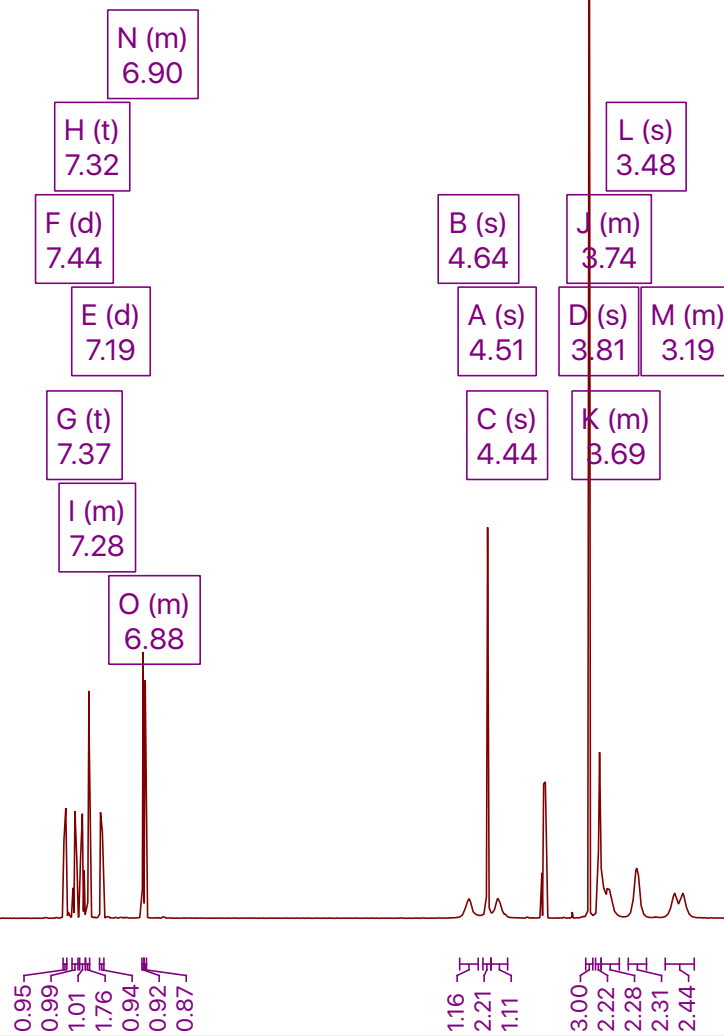 N (m)
6.90
H (t)
7.32
L (s)
3.48
F (d)
7.44
B (s)
4.64
J (m)
3.74
E (d)
7.19
A (s)
4.51
D (s)
3.81
M (m)
3.19
G (t)
7.37
C (s)
4.44
K (m)
3.69
I (m)
7.28
O (m)
6.88
0.95
0.99
1.01
1.76
0.94
0.92
0.87
1.16
2.21
1.11
3.00
2.22
2.28
2.31
2.44